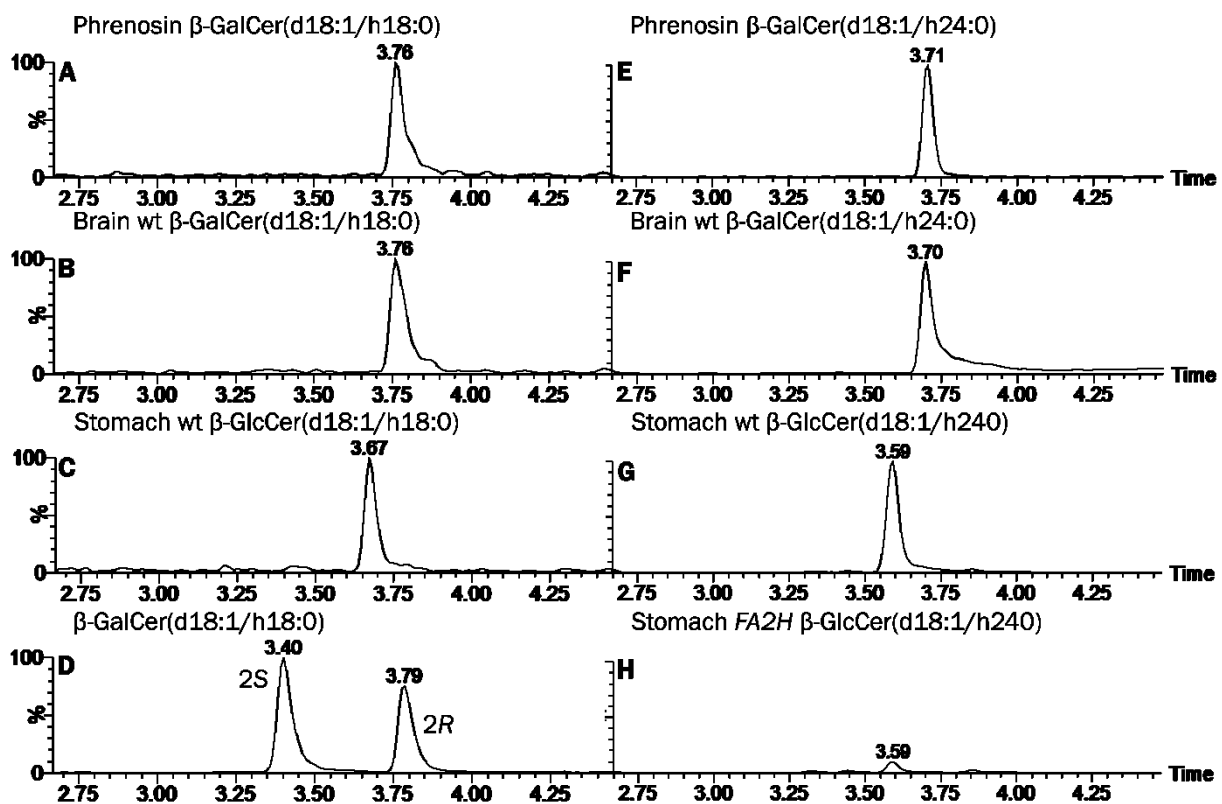 Phrenosin β-GalCer(d18:1/h18:0)
Phrenosin β-GalCer(d18:1/h24:0)
3.76
3.71
100
A
E
%
0
2.75 3.00 3.25 3.50 3.75 4.00 4.25
2.75 3.00 3.25 3.50 3.75 4.00 4.25
Time
Brain wt β-GalCer(d18:1/h18:0)
Brain wt β-GalCer(d18:1/h24:0)
3.76
3.70
100
B
F
%
0
2.75 3.00 3.25 3.50 3.75 4.00 4.25
2.75 3.00 3.25 3.50 3.75 4.00 4.25
Time
Stomach wt β-GlcCer(d18:1/h18:0)
Stomach wt β-GlcCer(d18:1/h240)
3.67
3.59
100
C
G
%
0
2.75 3.00 3.25 3.50 3.75 4.00 4.25
2.75 3.00 3.25 3.50 3.75 4.00 4.25
Time
β-GalCer(d18:1/h18:0)
Stomach FA2H β-GlcCer(d18:1/h240)
3.40
3.79
100
D
H
2S
2R
%
3.59
0
2.75 3.00 3.25 3.50 3.75 4.00 4.25
2.75 3.00 3.25 3.50 3.75 4.00 4.25
Time